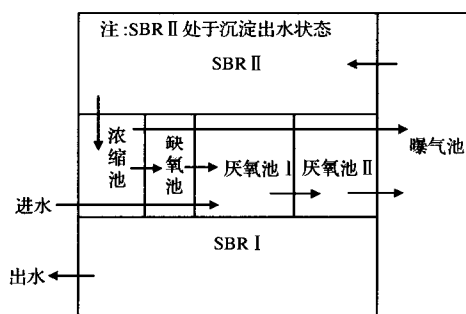 注:SBRⅡ处于沉淀出水状态
SBRⅡ
浓缩池
缺氧池
厌氧池Ⅰ
厌氧池Ⅱ
曝气池
进水
SBRⅠ
出水